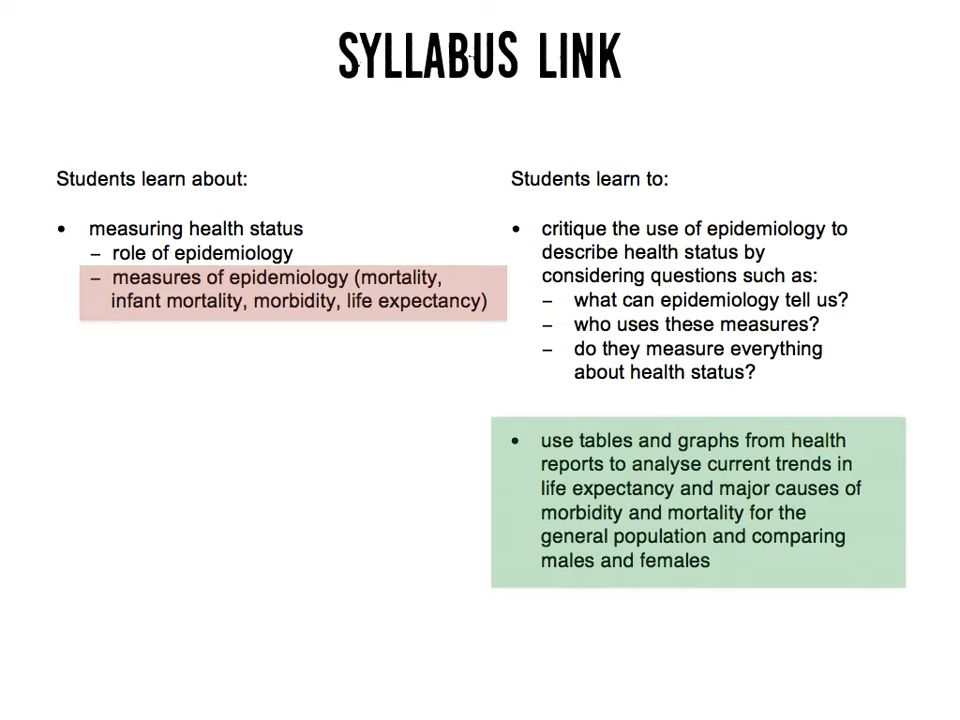 SYLLABUS LINK
Students learn about:
• measuring health status
– role of epidemiology
– measures of epidemiology (mortality,
infant mortality, morbidity, life expectancy)
Students learn to:
• critique the use of epidemiology to
describe health status by
considering questions such as:
– what can epidemiology tell us?
– who uses these measures?
– do they measure everything
about health status?
• use tables and graphs from health
reports to analyse current trends in
life expectancy and major causes of
morbidity and mortality for the
general population and comparing
males and females